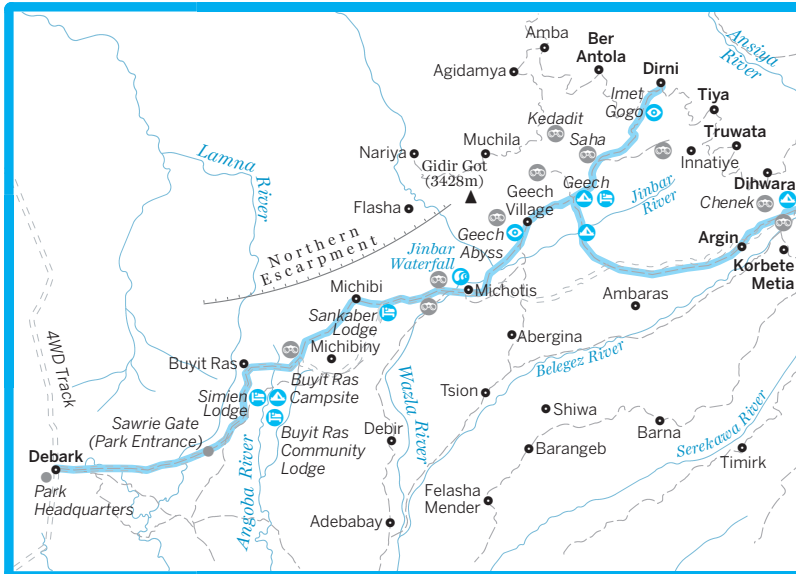 Amba
Ber
Antola
Ansiya
River
Agidamya
Dirni
Imet
Gogo
Tiya
Kedadit
Lamna
River
Nariya
Muchila
Saha
Truwata
Innatiye
Gidir Got
(3428m)
Geech
Jinbar
River
Dihwara
Chenek
Flasha
Geech
Village
Northern
Escarpment
Geech
Abyss
Jinbar
Waterfall
Argin
Korbete
Metia
Michibi
Michotis
Ambaras
Sankaber
Lodge
Michibiny
Abergina
4WD Track
Buyit Ras
Belegez River
Simien
Lodge
Buyit Ras
Campsite
Wazla River
Tsion
Sawrie Gate
(Park Entrance)
Buyit Ras
Community
Lodge
Debir
Shiwa
Barna
Serekawa River
Debark
Angoba River
Barangeb
Timirk
Park
Headquarters
Felasha
Mender
Adebabay